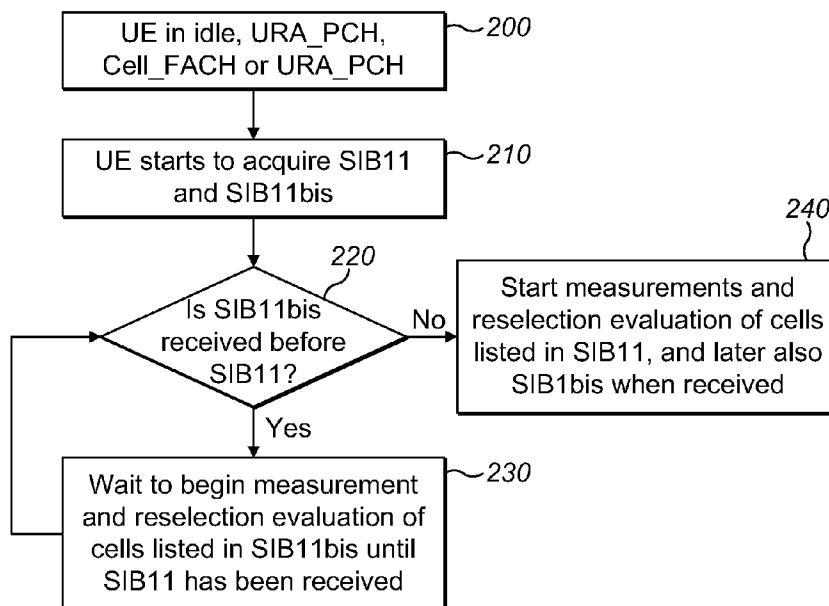 UE in idle, URA_PCH,
Cell_FACH or URA_PCH
200
UE starts to acquire SIB11
and SIB11bis
210
220
Is SIB11bis
received before
SIB11?
No
Yes
240
Start measurements and
reselection evaluation of cells
listed in SIB11, and later also
SIB1bis when received
230
Wait to begin measurement
and reselection evaluation of
cells listed in SIB11bis until
SIB11 has been received